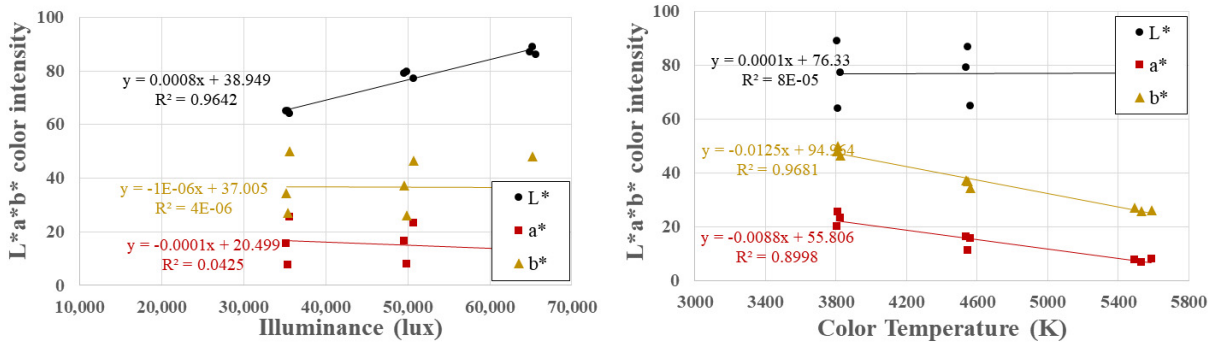 L*a*b* color intensity
100
80
60
40
20
0
y = 0.0008x + 38.949
R² = 0.9642
y = -1E-06x + 37.005
R² = 4E-06
y = -0.0001x + 20.499
R² = 0.0425
L*
a*
b*
10,000 20,000 30,000 40,000 50,000 60,000 70,000
Illuminance (lux)
L*a*b* color intensity
100
80
60
40
20
0
L*
a*
b*
y = 0.0001x + 76.33
R² = 8E-05
y = -0.0125x + 94.964
R² = 0.9681
y = -0.0088x + 55.806
R² = 0.8998
3000 3400 3800 4200 4600 5000 5400 5800
Color Temperature (K)